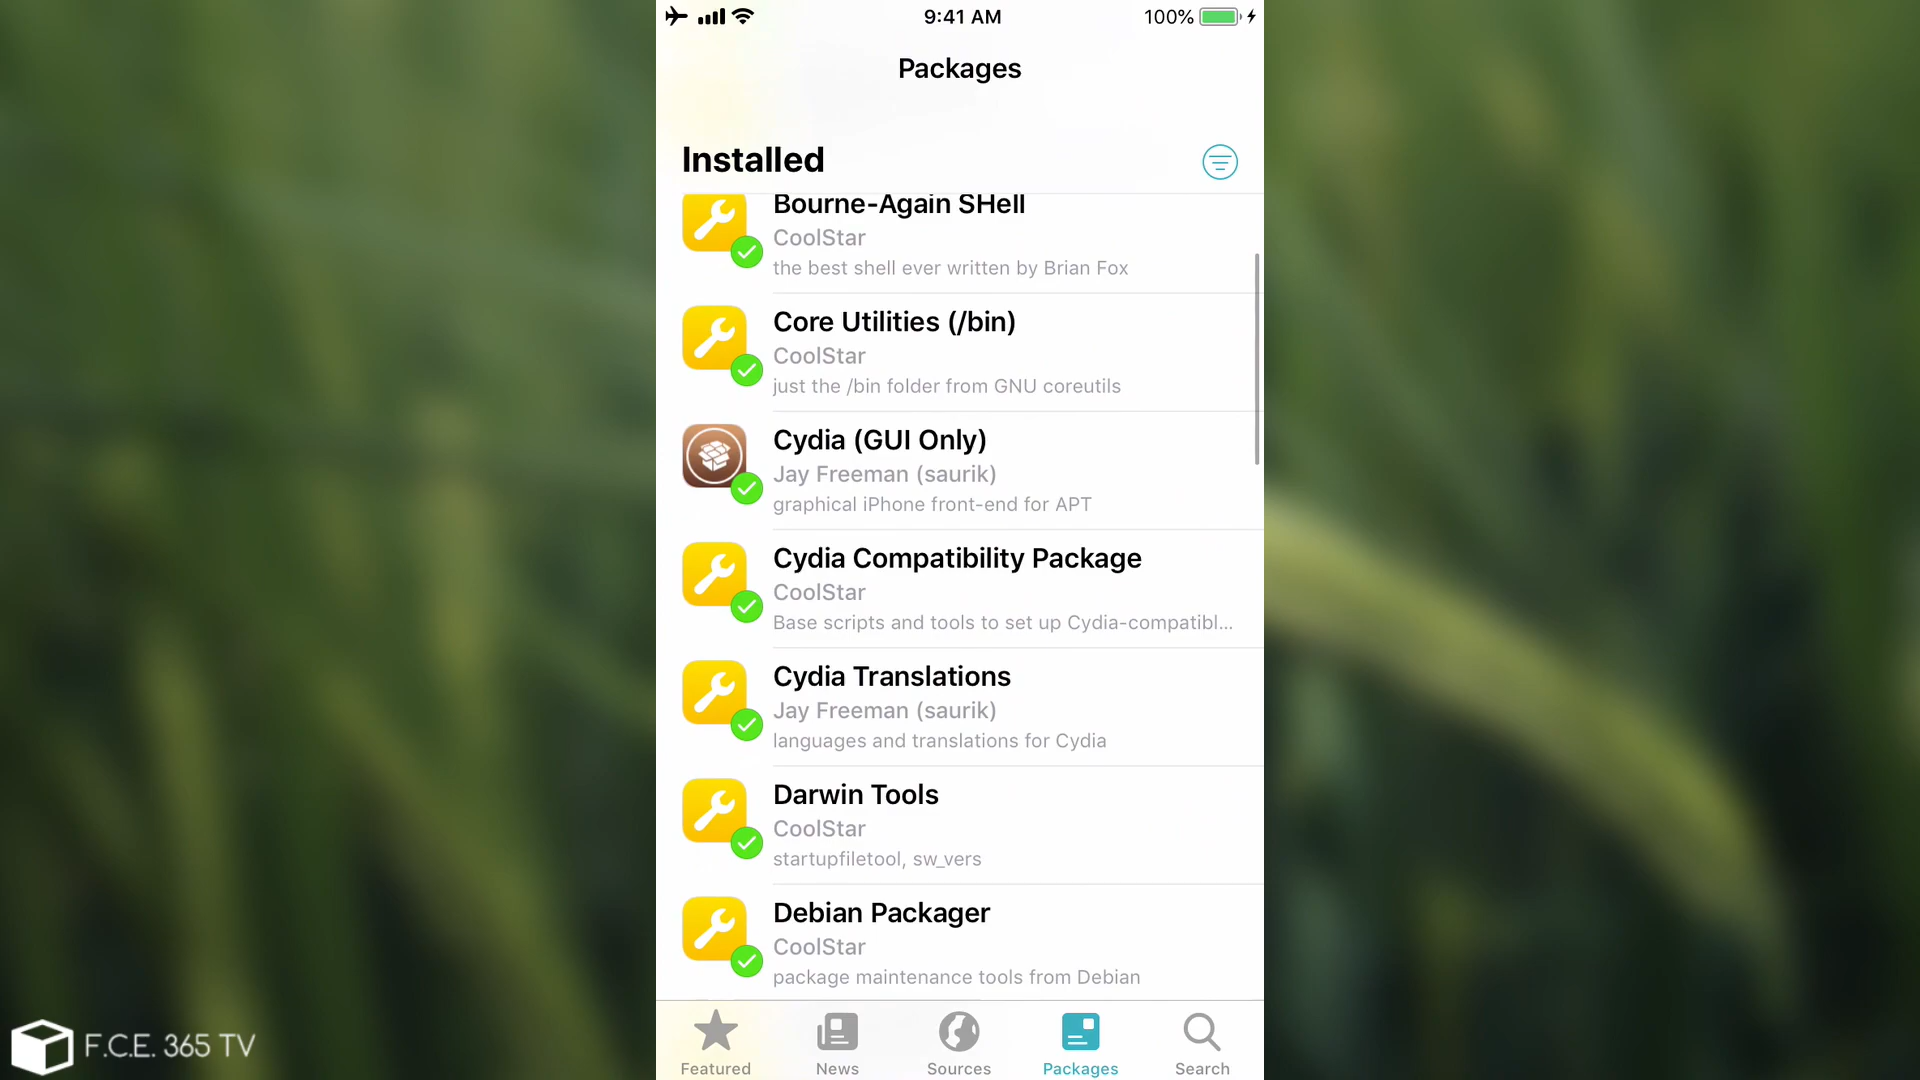 9:41 AM
100%
Packages
Installed
Bourne-Again SHell
CoolStar
the best shell ever written by Brian Fox
Core Utilities (/bin)
CoolStar
just the /bin folder from GNU coreutils
Cydia (GUI Only)
Jay Freeman (saurik)
graphical iPhone front-end for APT
Cydia Compatibility Package
CoolStar
Base scripts and tools to set up Cydia-compatibl...
Cydia Translations
Jay Freeman (saurik)
languages and translations for Cydia
Darwin Tools
CoolStar
startupfiletool, sw_vers
Debian Packager
CoolStar
package maintenance tools from Debian
Featured
News
Sources
Packages
Search
F.C.E. 365 TV